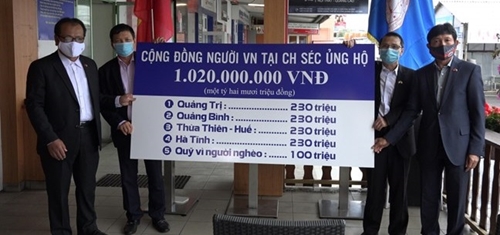 CỘNG ĐỒNG NGƯỜI VN TẠI CH SÉC ỦNG HỘ
1.020.000.000 VNĐ
(một tỷ hai mươi triệu đồng)
1 Quảng Trị : .................. 230 triệu
2 Quảng Bình : ................ 230 triệu
3 Thừa Thiên - Huế : ........ 230 triệu
4 Hà Tĩnh : ..................... 230 triệu
5 Quỹ vì người nghèo : ...... 100 triệu